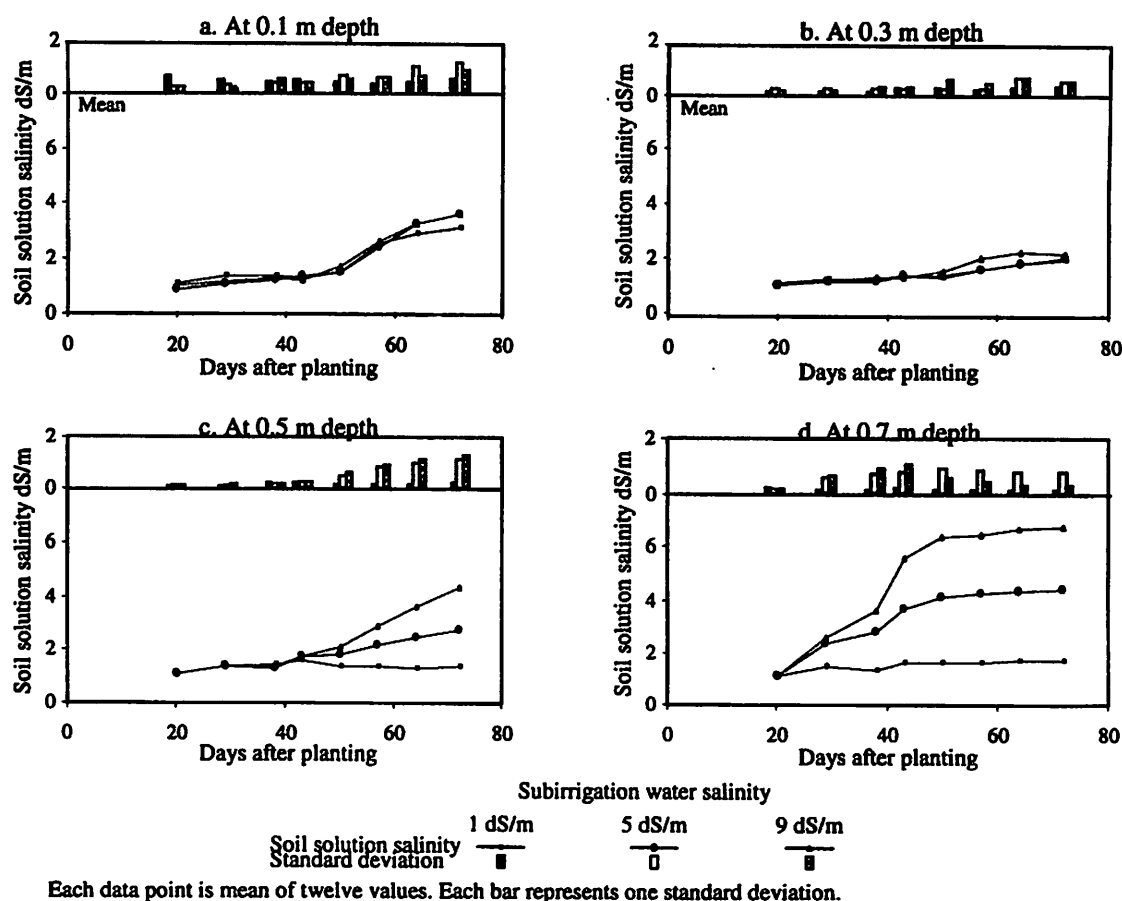 a. At 0.1 m depth
b. At 0.3 m depth
Soil solution salinity dS/m
2
0
Mean
6
4
2
0
0 20 40 60 80
Days after planting
Soil solution salinity dS/m
2
0
Mean
6
4
2
0
0 20 40 60 80
Days after planting
c. At 0.5 m depth
d. At 0.7 m depth
Soil solution salinity dS/m
2
0
6
4
2
0
0 20 40 60 80
Days after planting
Soil solution salinity dS/m
2
0
6
4
2
0
0 20 40 60 80
Days after planting
Subirrigation water salinity
1 dS/m 5 dS/m 9 dS/m
Soil solution salinity
Standard deviation
Each data point is mean of twelve values. Each bar represents one standard deviation.